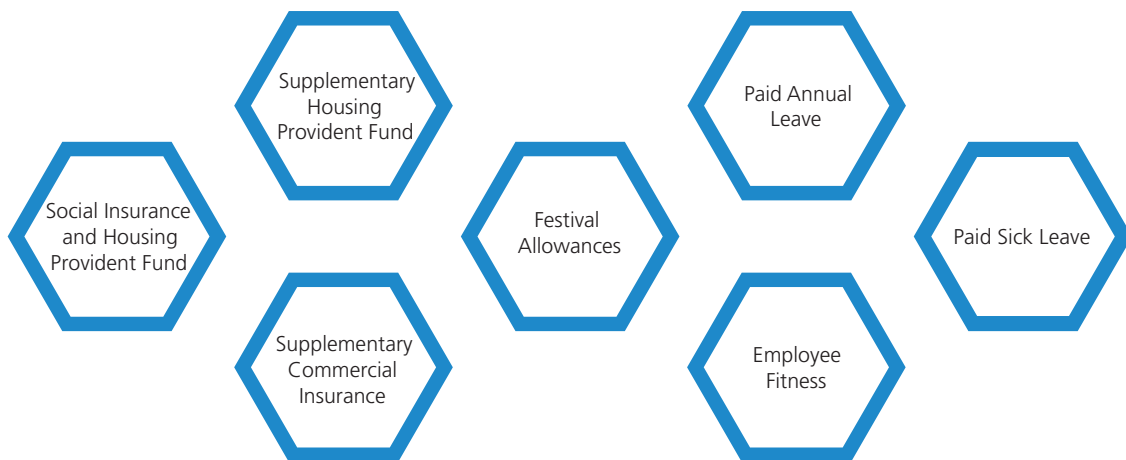 Supplementary
Housing
Provident Fund
Paid Annual
Leave
Social Insurance
and Housing
Provident Fund
Festival
Allowances
Paid Sick Leave
Supplementary
Commercial
Insurance
Employee
Fitness